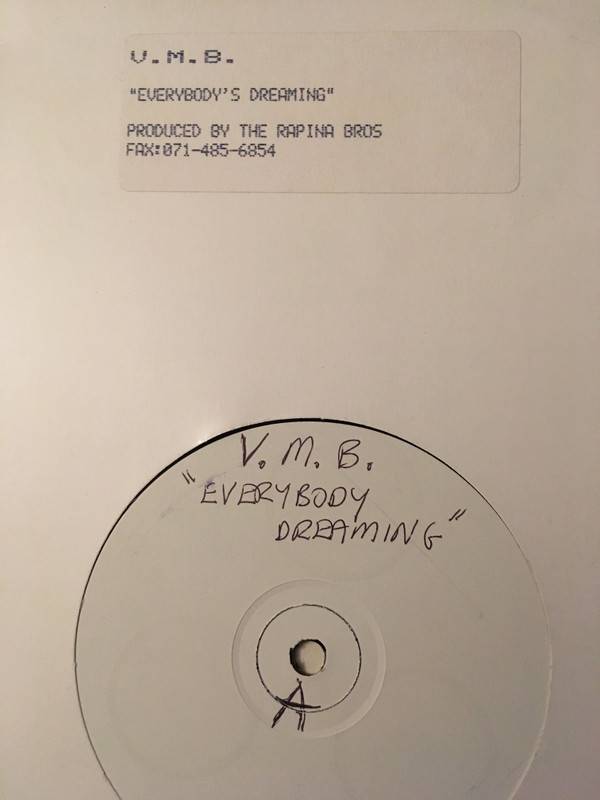 V.M.B.
"EVERYBODY'S DREAMING"
PRODUCED BY THE RAPINA BROS
FAX:071-485-6854
V. M. B.
"EVERYBODY
DREAMING"
A